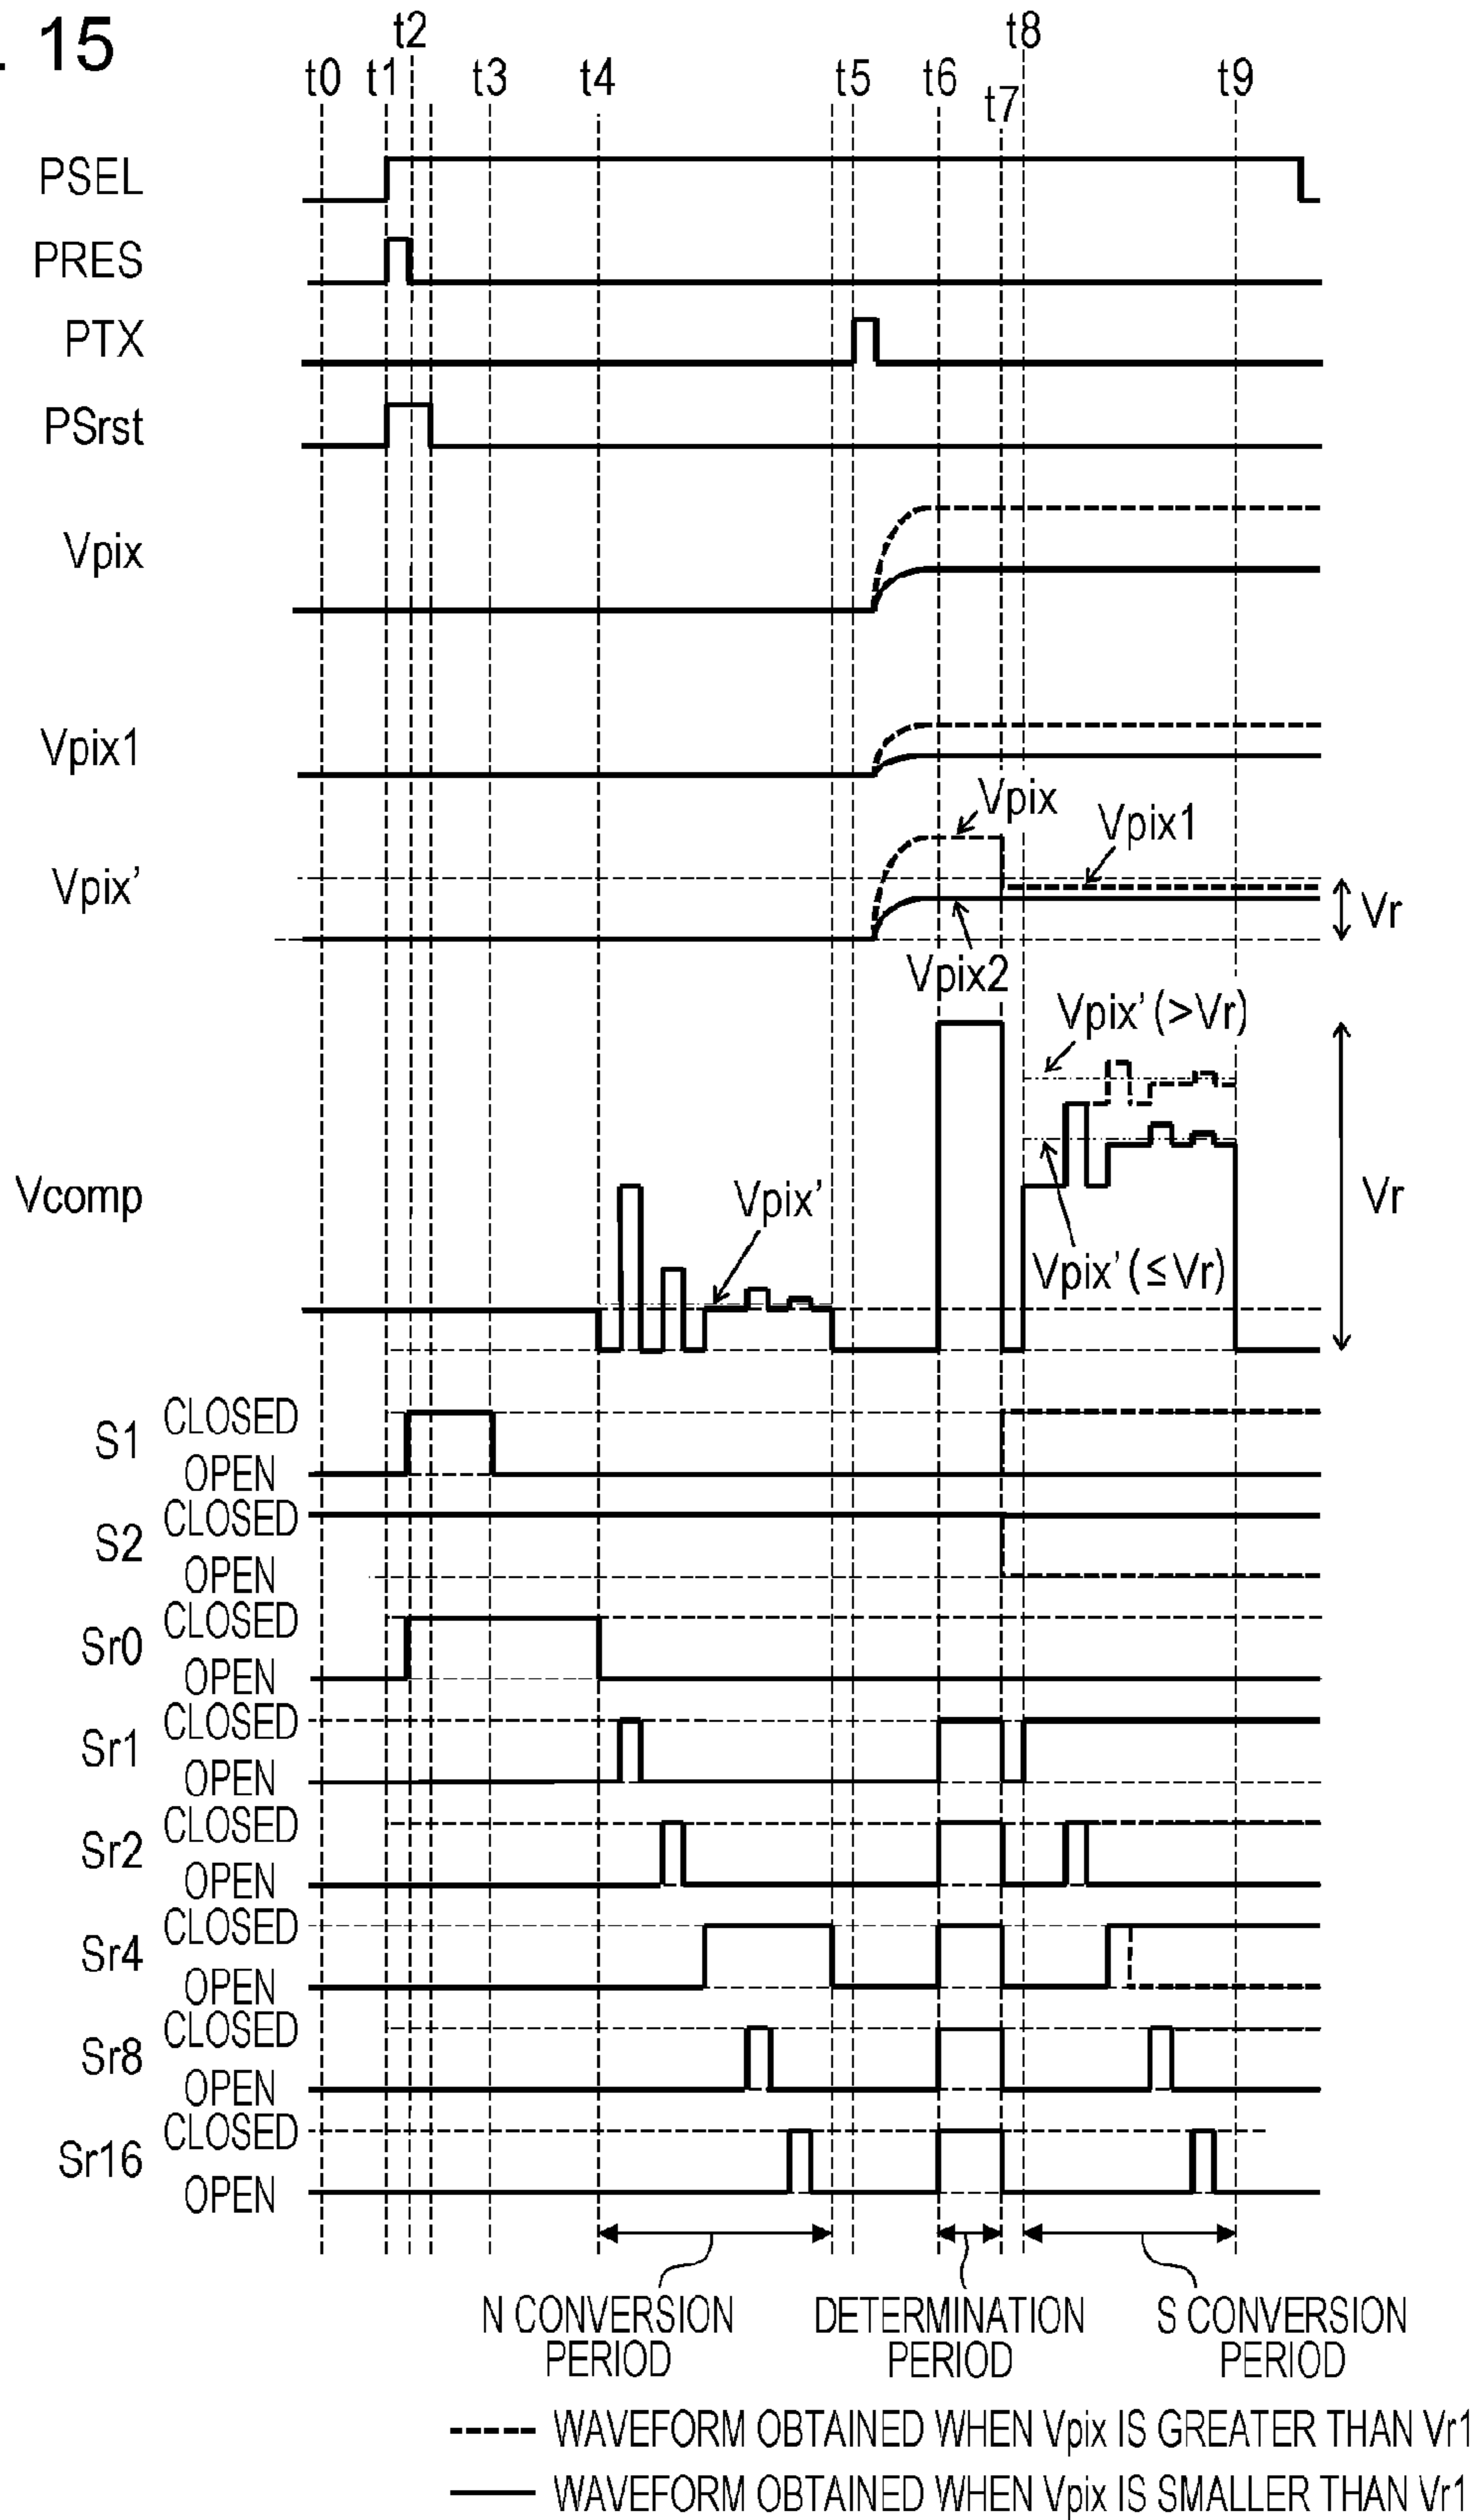 . 15
t0 t1 t2 t3 t4 t5 t6 t7 t8 t9
PSEL
PRES
PTX
PSrst
Vpix
Vpix1
Vpix Vpix1
Vpix' Vr
Vpix2
Vpix' (>Vr)
Vcomp Vpix' Vr
Vpix' (≤Vr)
S1 CLOSED
OPEN
S2 CLOSED
OPEN
Sr0 CLOSED
OPEN
Sr1 CLOSED
OPEN
Sr2 CLOSED
OPEN
Sr4 CLOSED
OPEN
Sr8 CLOSED
OPEN
Sr16 CLOSED
OPEN
N CONVERSION PERIOD
DETERMINATION PERIOD
S CONVERSION PERIOD
WAVEFORM OBTAINED WHEN Vpix IS GREATER THAN Vr1
WAVEFORM OBTAINED WHEN Vpix IS SMALLER THAN Vr1